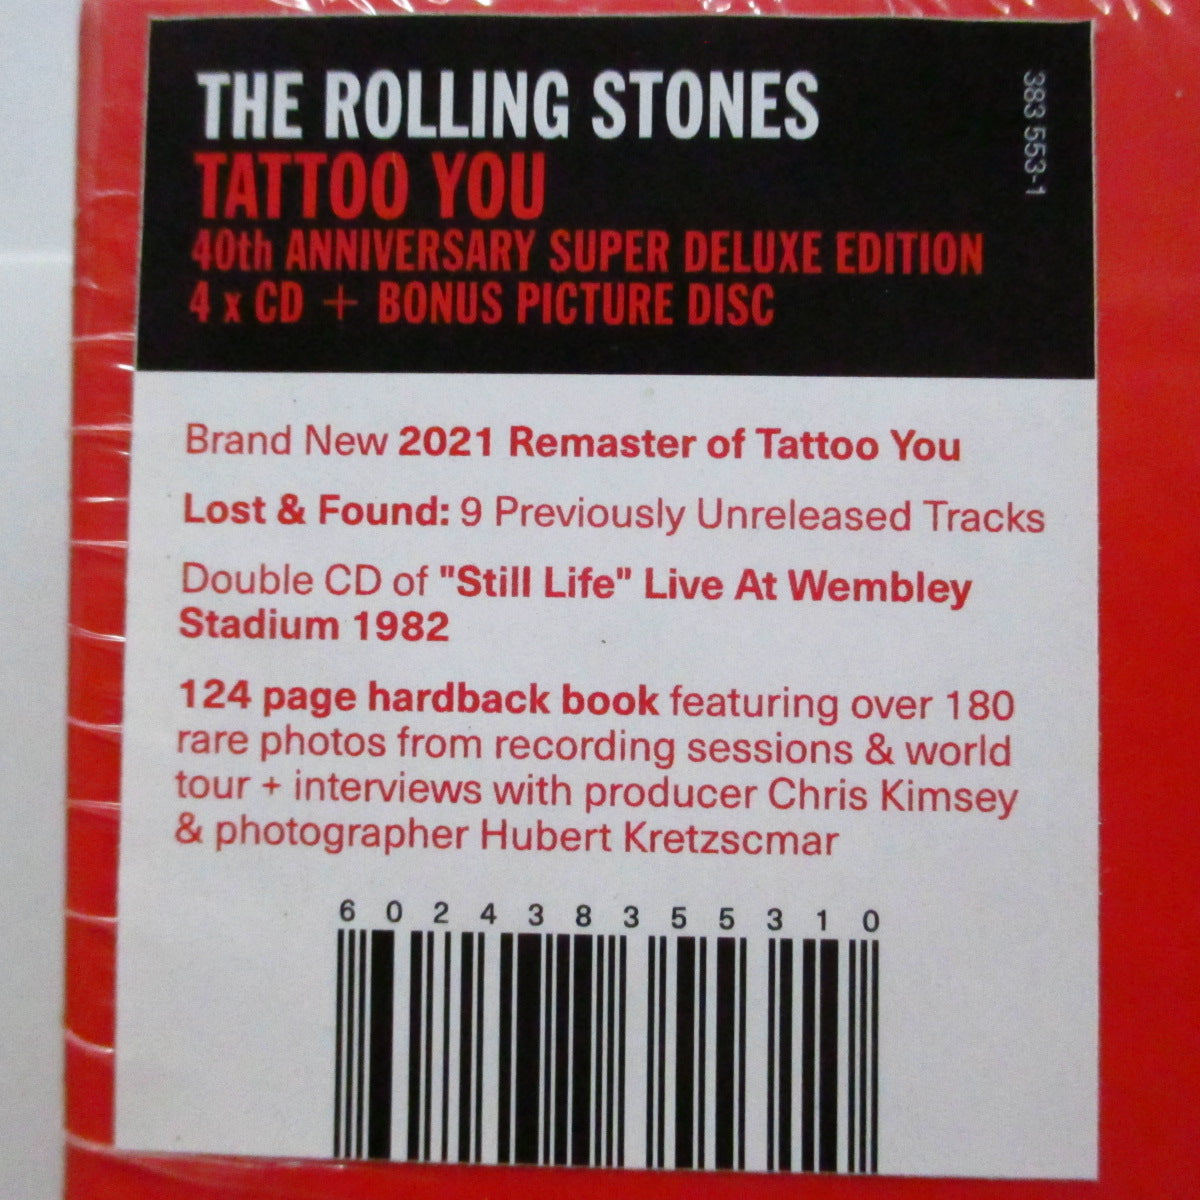 THE ROLLING STONES
TATTOO YOU
40th ANNIVERSARY SUPER DELUXE EDITION
4 x CD + BONUS PICTURE DISC
383 553-1
Brand New 2021 Remaster of Tattoo You
Lost & Found: 9 Previously Unreleased Tracks
Double CD of "Still Life" Live At Wembley
Stadium 1982
124 page hardback book featuring over 180
rare photos from recording sessions & world
tour + interviews with producer Chris Kimsey
& photographer Hubert Kretzscmar
6 0 2 4 3 8 3 5 5 3 1 0